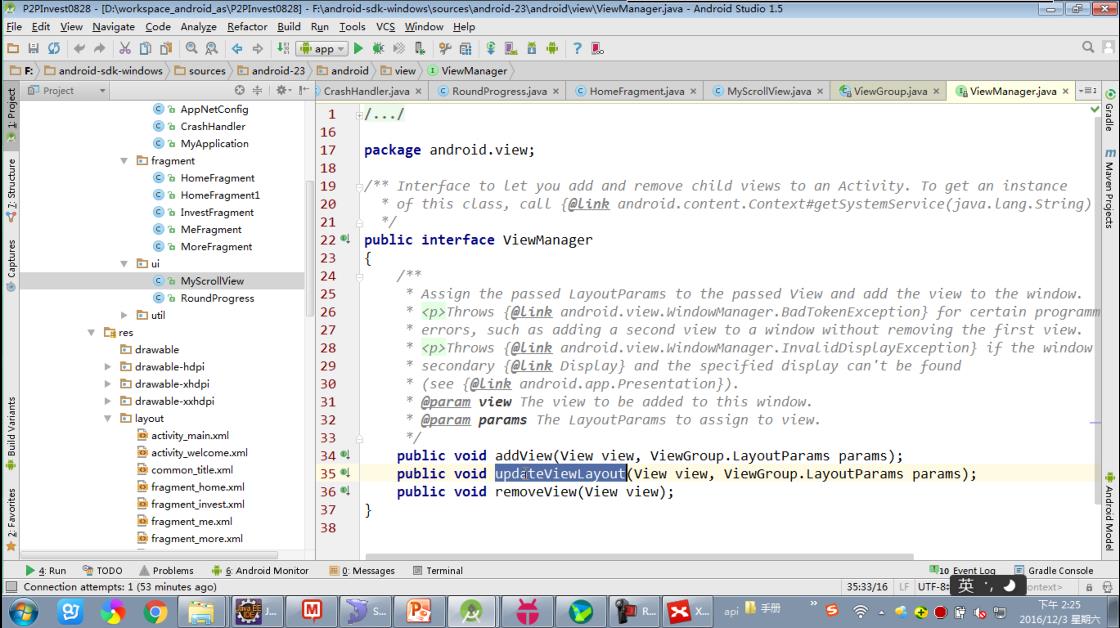 P2PInvest0828 - [D:\workspace_android_as\P2PInvest0828] - F:\android-sdk-windows\sources\android-23\android\view\ViewManager.java - Android Studio 1.5
File Edit View Navigate Code Analyze Refactor Build Run Tools VCS Window Help
app
F: android-sdk-windows sources android-23 android view ViewManager
Project
CrashHandler.java RoundProgress.java HomeFragment.java MyScrollView.java ViewGroup.java ViewManager.java
1: Project
7: Structure
Captures
Build Variants
2: Favorites
AppNetConfig
CrashHandler
MyApplication
fragment
HomeFragment
HomeFragment1
InvestFragment
MeFragment
MoreFragment
ui
MyScrollView
RoundProgress
util
res
drawable
drawable-hdpi
drawable-xhdpi
drawable-xxhdpi
layout
activity_main.xml
activity_welcome.xml
common_title.xml
fragment_home.xml
fragment_invest.xml
fragment_me.xml
fragment_more.xml
1 /.../
16
17 package android.view;
18
19 /** Interface to let you add and remove child views to an Activity. To get an instance
20 * of this class, call {@link android.content.Context#getSystemService(java.lang.String)
21 */
22 public interface ViewManager
23 {
24 /**
25 * Assign the passed LayoutParams to the passed View and add the view to the window.
26 * <p>Throws {@link android.view.WindowManager.BadTokenException} for certain programm
27 * errors, such as adding a second view to a window without removing the first view.
28 * <p>Throws {@link android.view.WindowManager.InvalidDisplayException} if the window
29 * secondary {@link Display} and the specified display can't be found
30 * (see {@link android.app.Presentation}).
31 * @param view The view to be added to this window.
32 * @param params The LayoutParams to assign to view.
33 */
34 public void addView(View view, ViewGroup.LayoutParams params);
35 public void updateViewLayout(View view, ViewGroup.LayoutParams params);
36 public void removeView(View view);
37 }
38
Gradle
Maven Projects
Android Model
4: Run TODO Problems 6: Android Monitor 0: Messages Terminal 10 Event Log Gradle Console
Connection attempts: 1 (53 minutes ago) 35:33/16 LF UTF-8 ntext>
英
J... S... R... X... api 手册
下午 2:25
2016/12/3 星期六